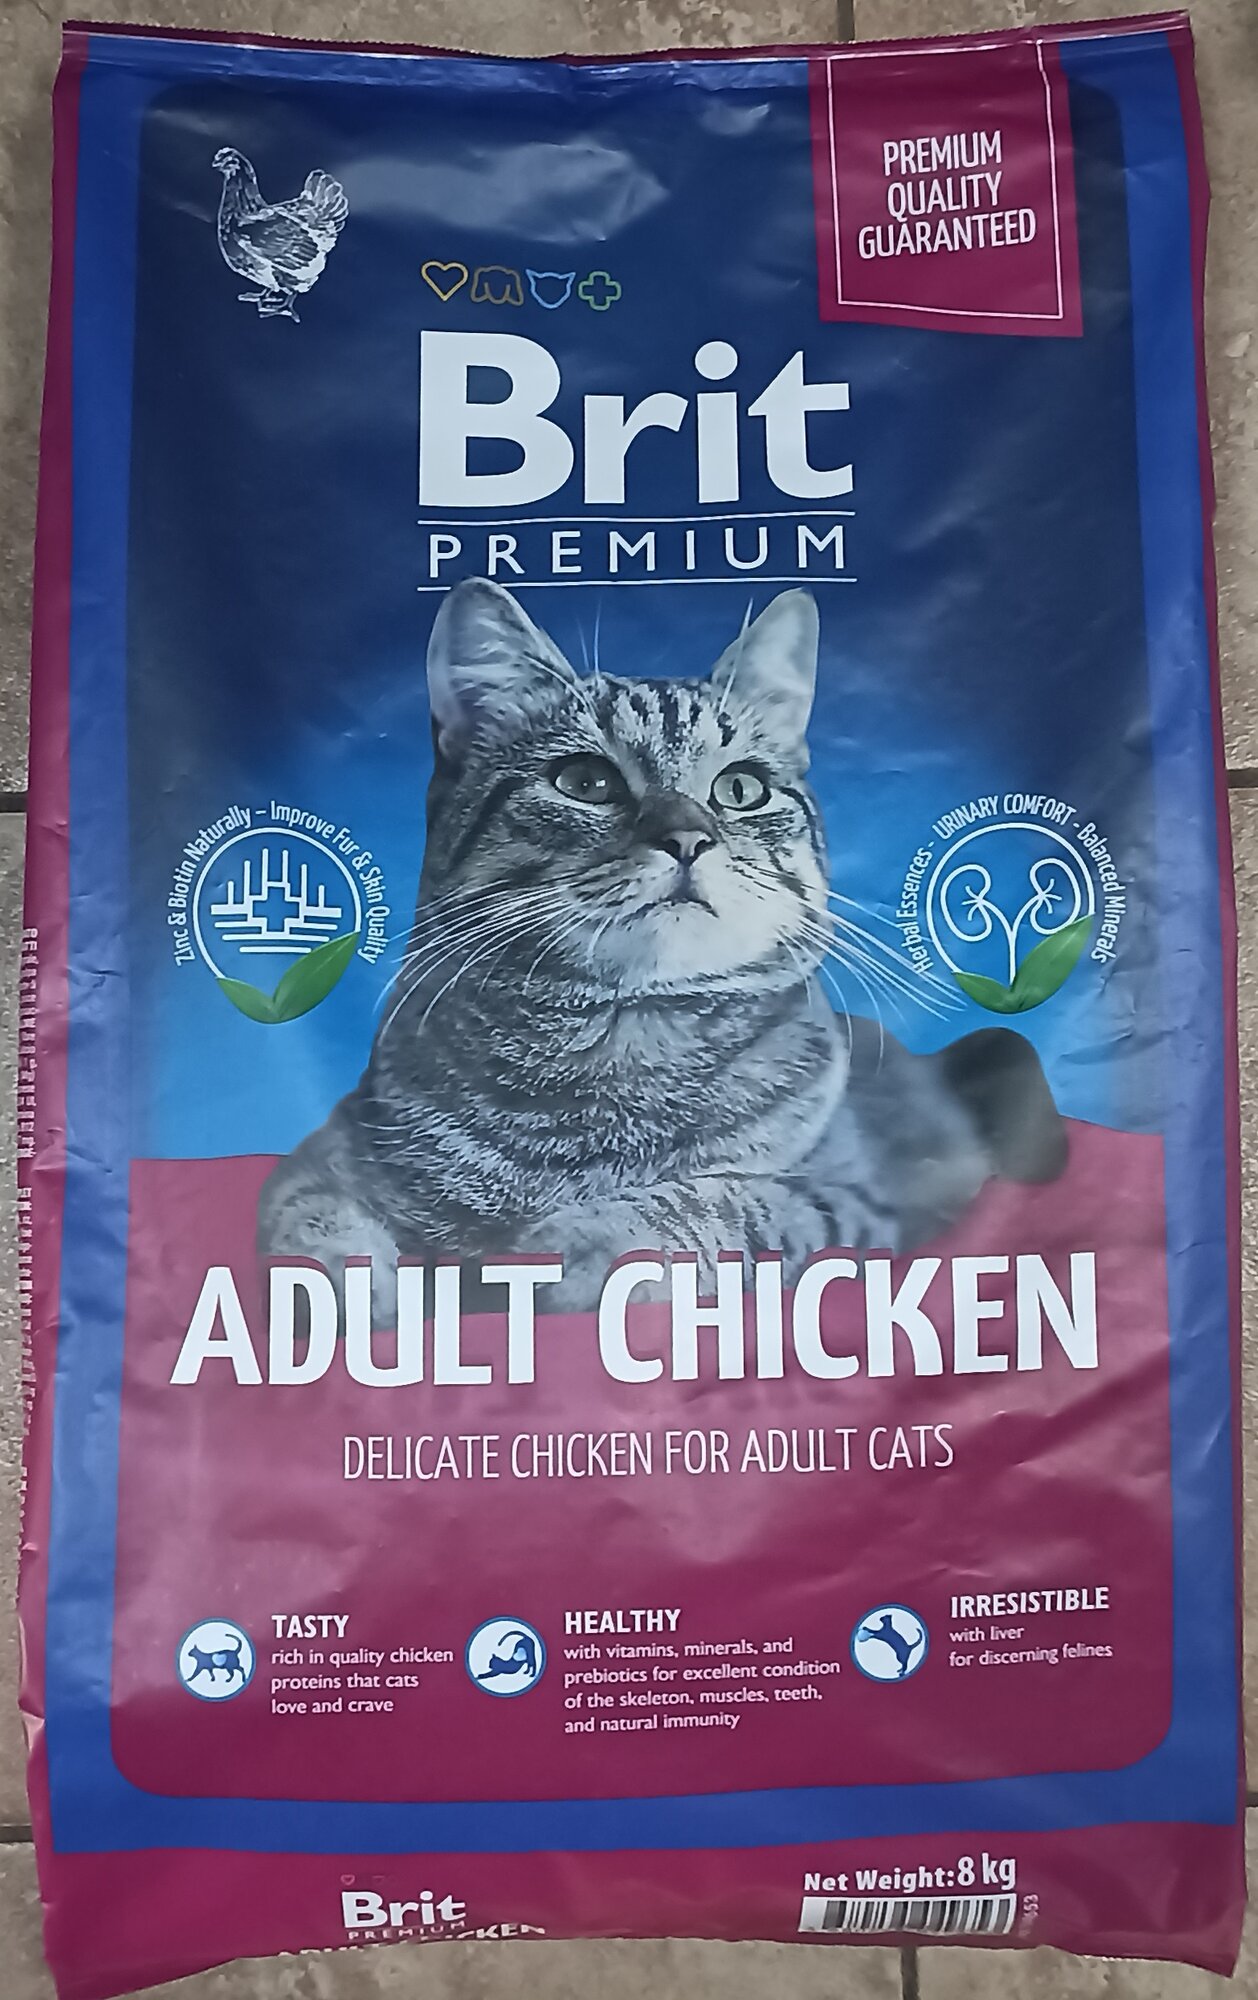 PREMIUM
QUALITY
GUARANTEED
Brit
PREMIUM
Zinc & Biotin Naturally – Improve Fur & Skin Quality
Herbal Essences - URINARY COMFORT - Balanced Minerals
ADULT CHICKEN
DELICATE CHICKEN FOR ADULT CATS
TASTY
rich in quality chicken
proteins that cats
love and crave
HEALTHY
with vitamins, minerals, and
prebiotics for excellent condition
of the skeleton, muscles, teeth,
and natural immunity
IRRESISTIBLE
with liver
for discerning felines
Net Weight: 8 kg
Brit
PREMIUM